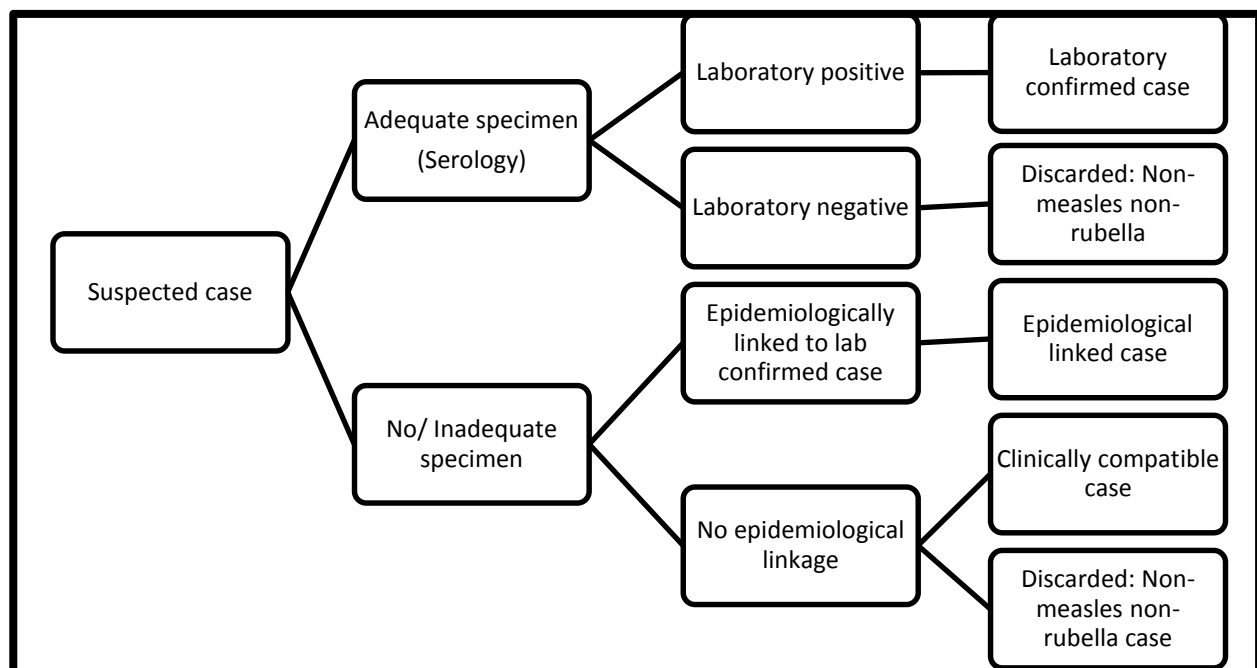 Suspected case
Adequate specimen
(Serology)
No/ Inadequate
specimen
Laboratory positive
Laboratory negative
Epidemiologically
linked to lab
confirmed case
No epidemiological
linkage
Laboratory
confirmed case
Discarded: Non-
measles non-
rubella
Epidemiological
linked case
Clinically compatible
case
Discarded: Non-
measles non-
rubella case